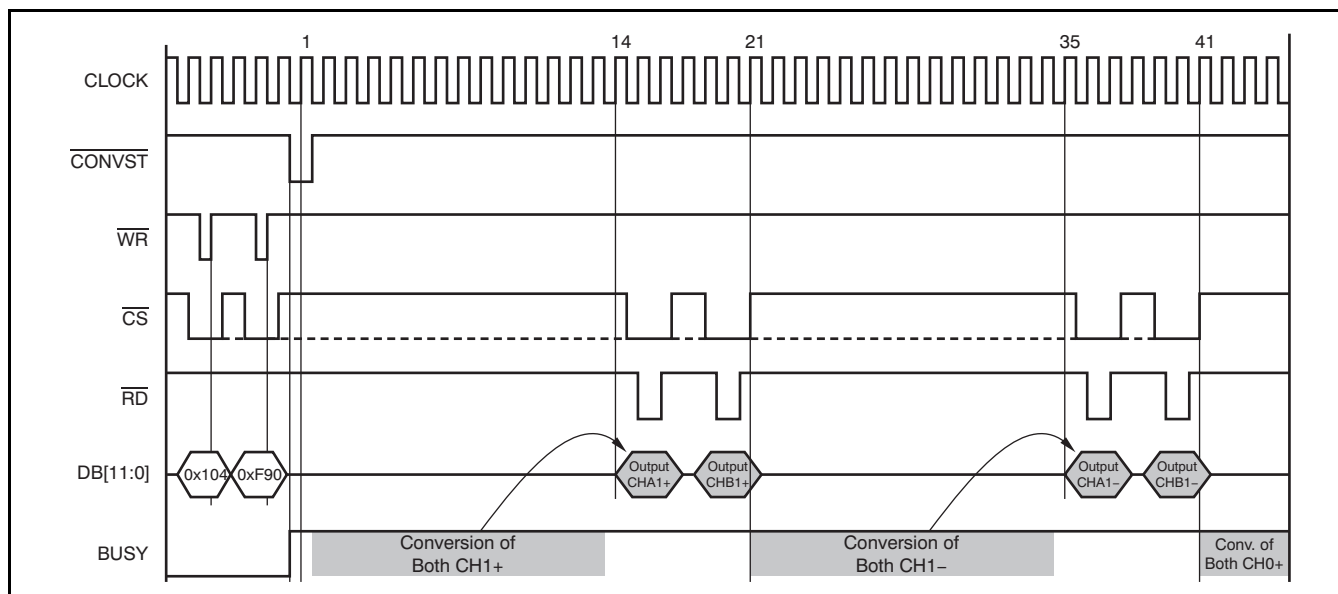 1 14 21 35 41
CLOCK
CONVST
WR
CS
RD
DB[11:0] 0x104 0xF90
Output
CHA1+
Output
CHB1+
Output
CHA1−
Output
CHB1−
BUSY
Conversion of
Both CH1+
Conversion of
Both CH1−
Conv. of
Both CH0+